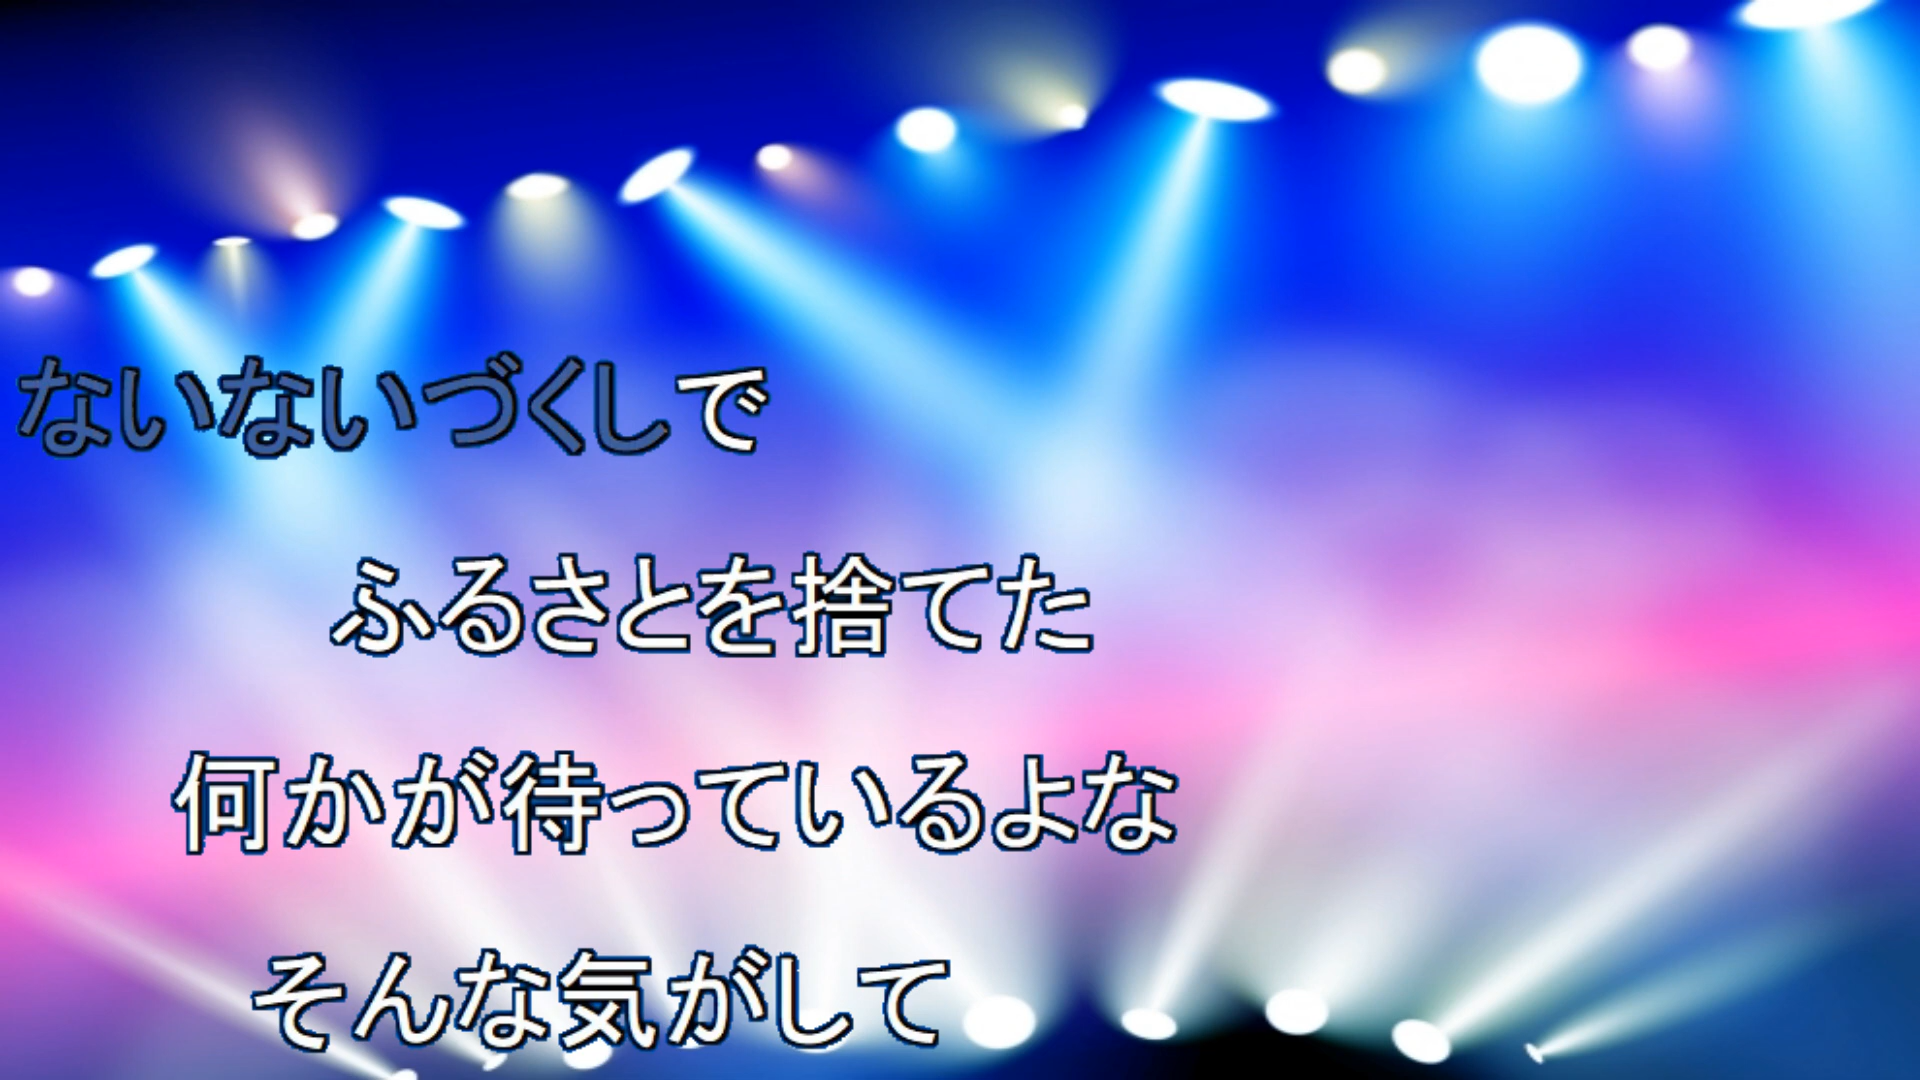 ないないづくしで
ふるさとを捨てた
何かが待っているよな
そんな気がして